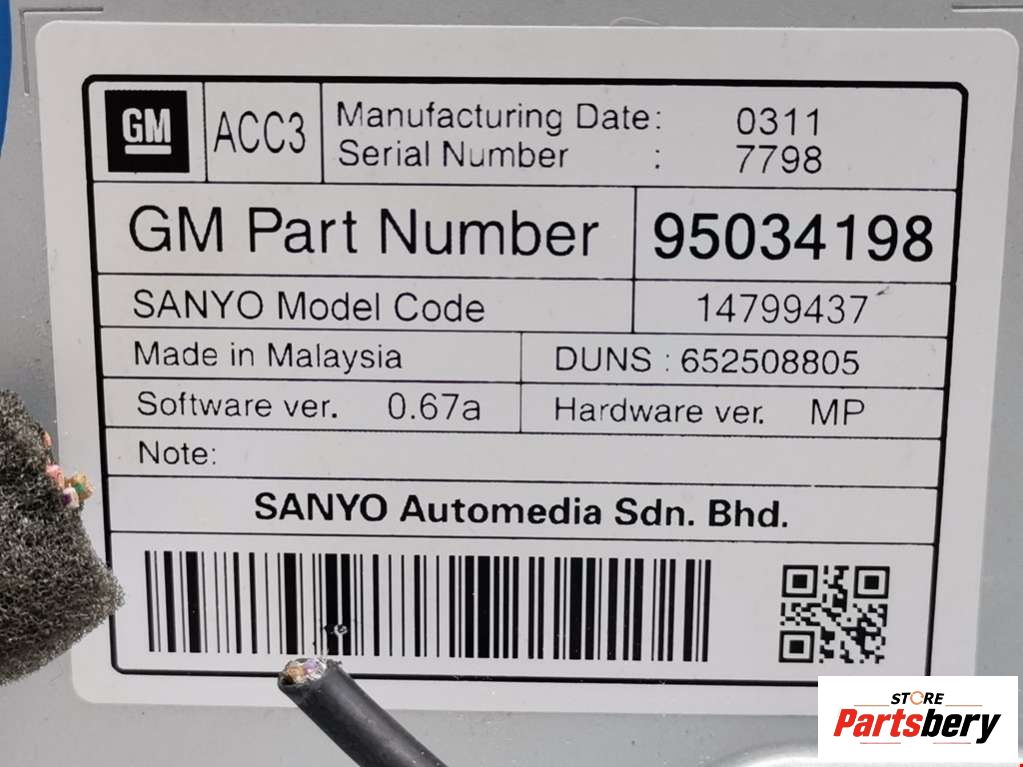 GM ACC3 Manufacturing Date: 0311
Serial Number : 7798
GM Part Number 95034198
SANYO Model Code 14799437
Made in Malaysia DUNS : 652508805
Software ver. 0.67a Hardware ver. MP
Note:
SANYO Automedia Sdn. Bhd.
STORE
Partsbery